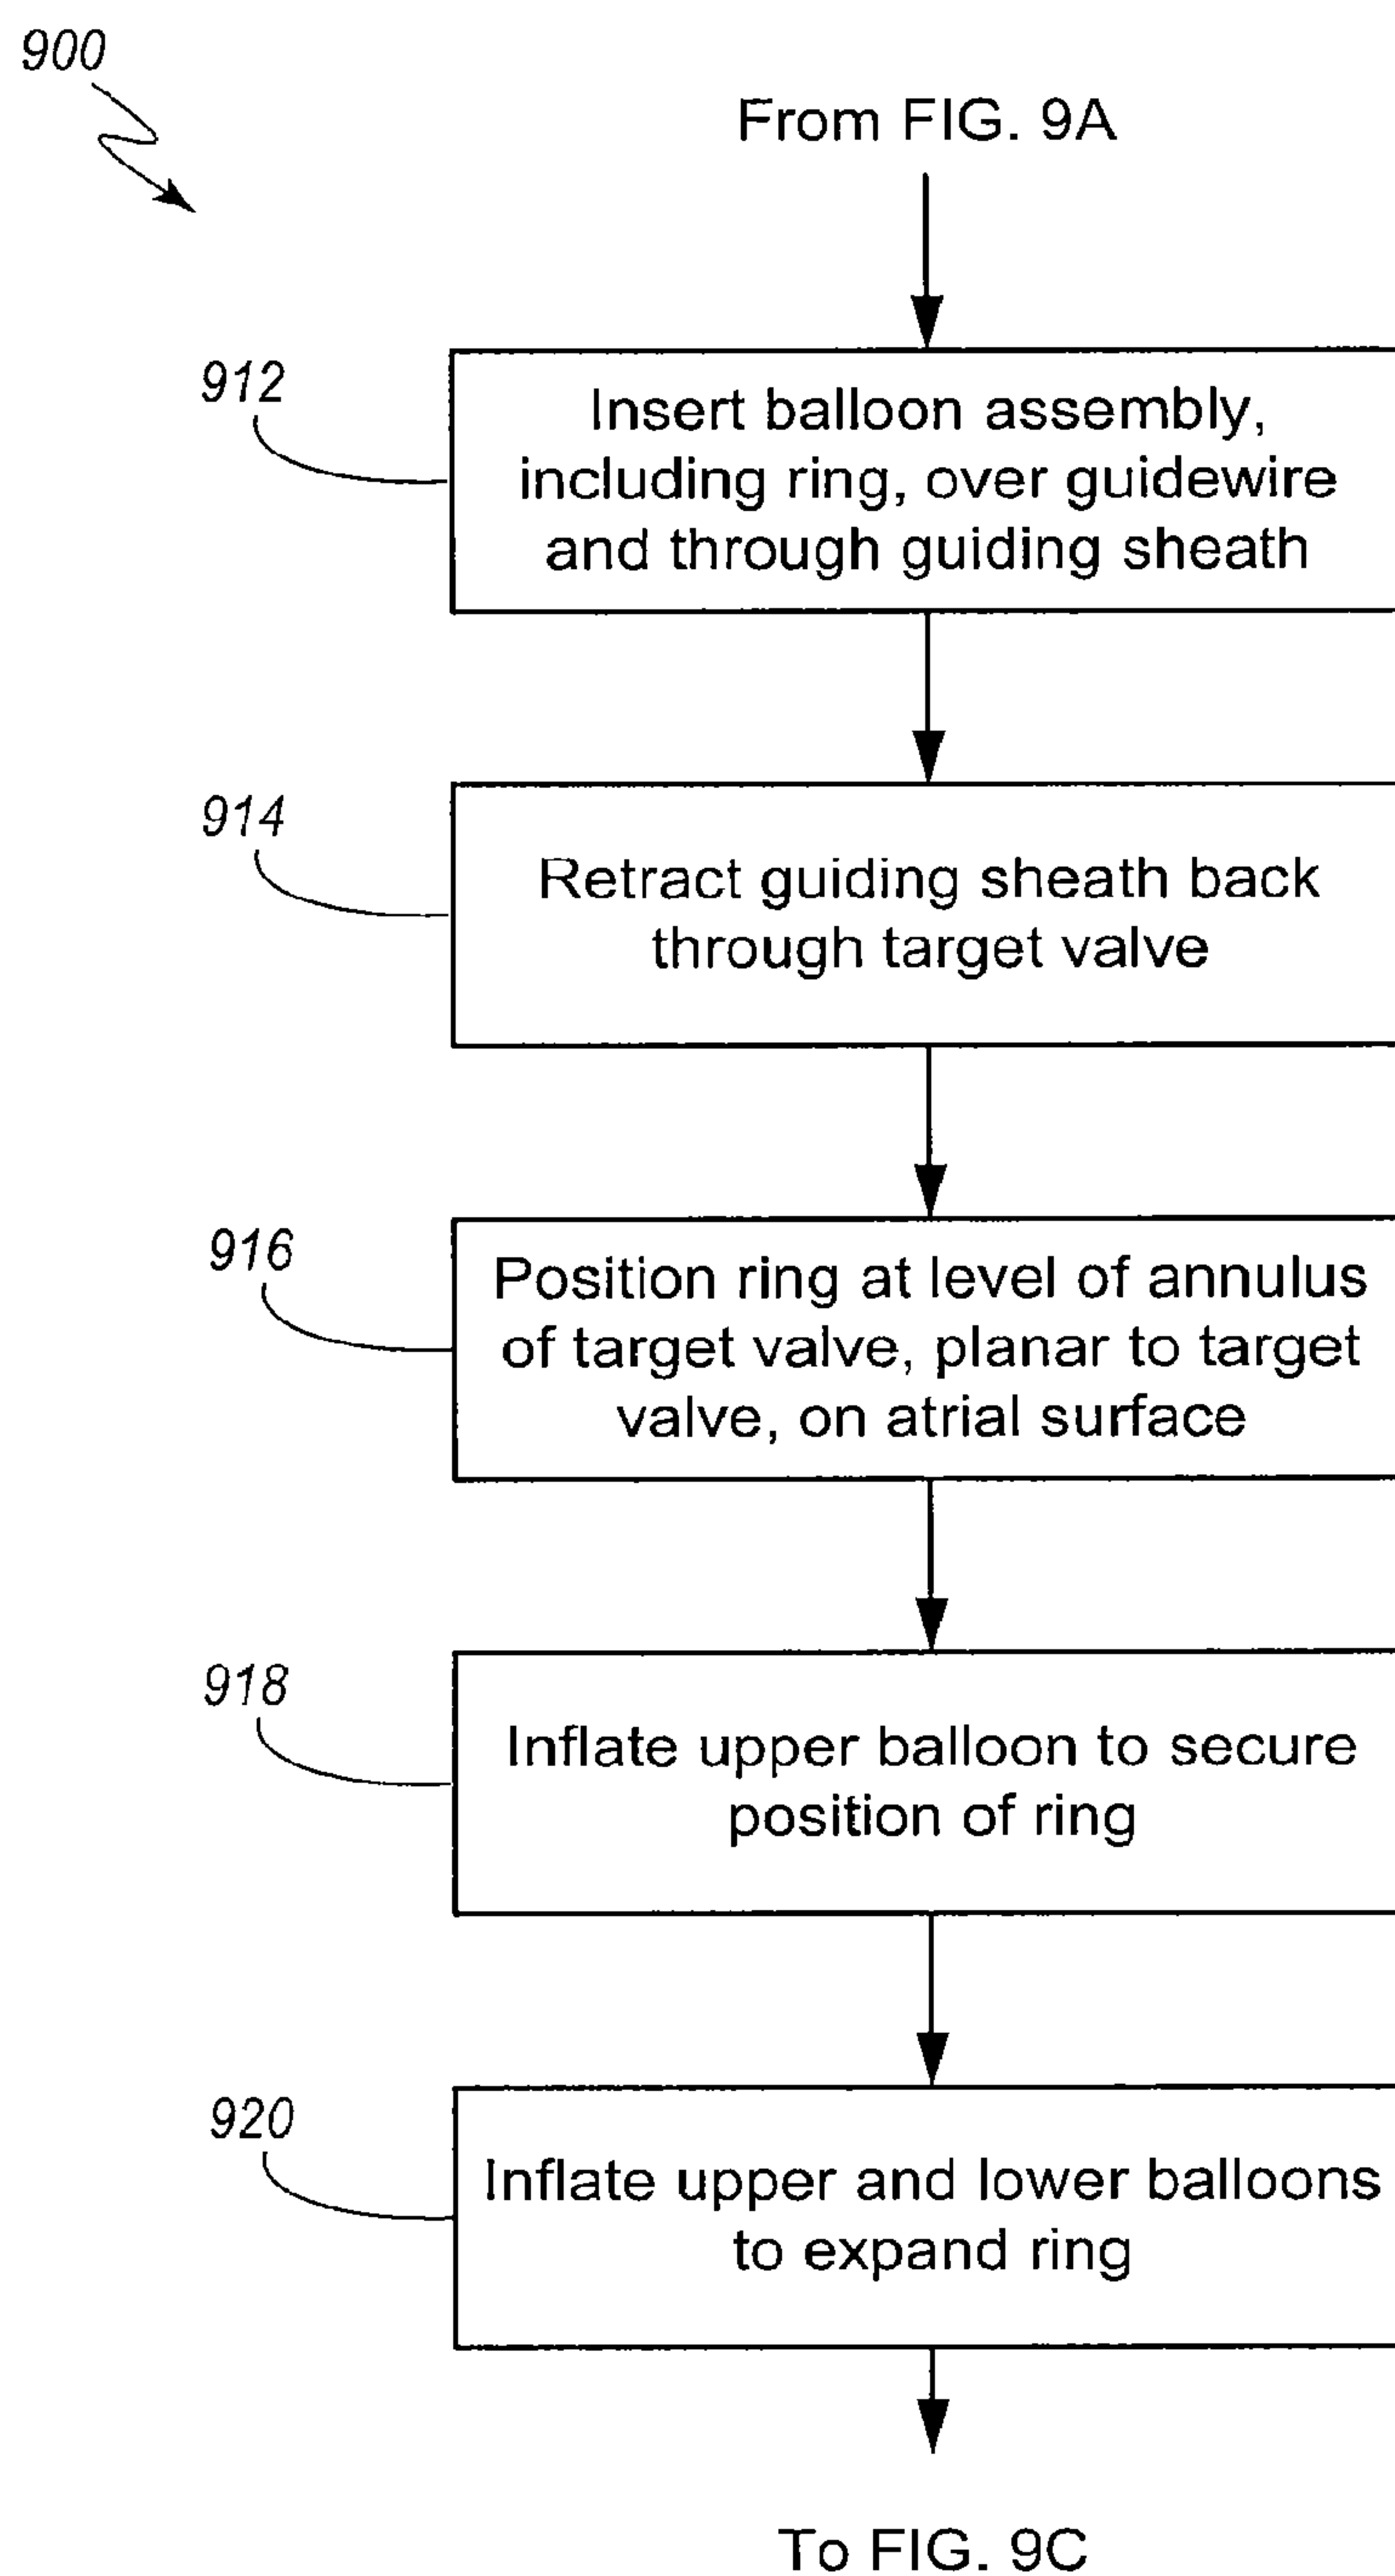 900
From FIG. 9A
912
Insert balloon assembly,
including ring, over guidewire
and through guiding sheath
914
Retract guiding sheath back
through target valve
916
Position ring at level of annulus
of target valve, planar to target
valve, on atrial surface
918
Inflate upper balloon to secure
position of ring
920
Inflate upper and lower balloons
to expand ring
To FIG. 9C